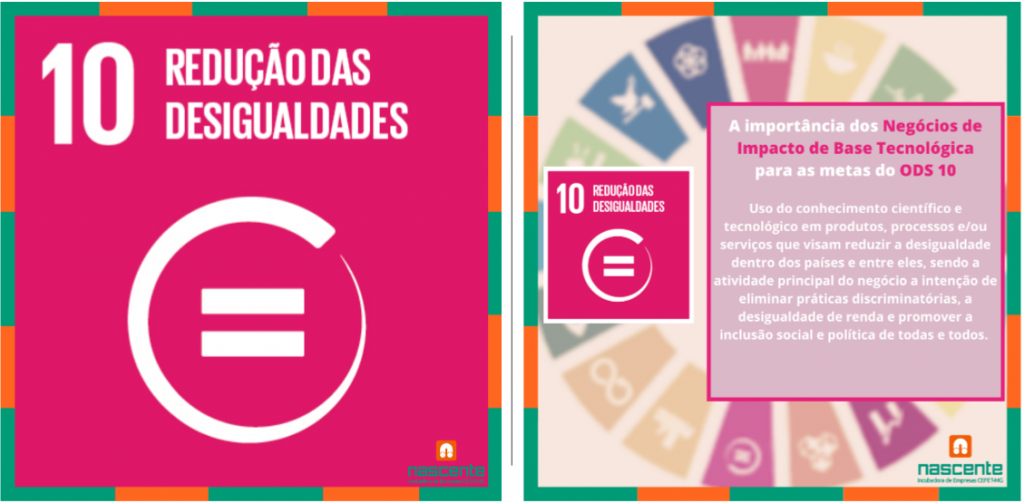 10
REDUÇÃO DAS
DESIGUALDADES
nascente
A importância dos Negócios de
Impacto de Base Tecnológica
para as metas do ODS 10
10
REDUÇÃO DAS
DESIGUALDADES
Uso do conhecimento científico e
tecnológico em produtos, processos e/ou
serviços que visam reduzir a desigualdade
dentro dos países e entre eles, sendo a
atividade principal do negócio a intenção de
eliminar práticas discriminatórias, a
desigualdade de renda e promover a
inclusão social e política de todas e todos.
nascente
Incubadora de Empresas CEFET-MG